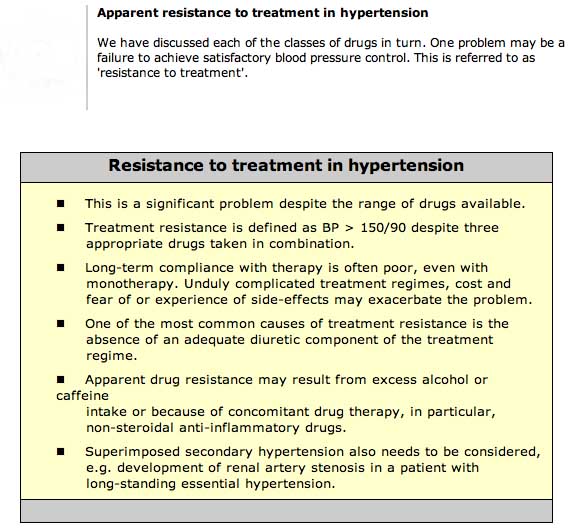 Apparent resistance to treatment in hypertension
We have discussed each of the classes of drugs in turn. One problem may be a
failure to achieve satisfactory blood pressure control. This is referred to as
'resistance to treatment'.
Resistance to treatment in hypertension
■ This is a significant problem despite the range of drugs available.
■ Treatment resistance is defined as BP > 150/90 despite three
appropriate drugs taken in combination.
■ Long-term compliance with therapy is often poor, even with
monotherapy. Unduly complicated treatment regimes, cost and
fear of or experience of side-effects may exacerbate the problem.
■ One of the most common causes of treatment resistance is the
absence of an adequate diuretic component of the treatment
regime.
■ Apparent drug resistance may result from excess alcohol or
caffeine
intake or because of concomitant drug therapy, in particular,
non-steroidal anti-inflammatory drugs.
■ Superimposed secondary hypertension also needs to be considered,
e.g. development of renal artery stenosis in a patient with
long-standing essential hypertension.